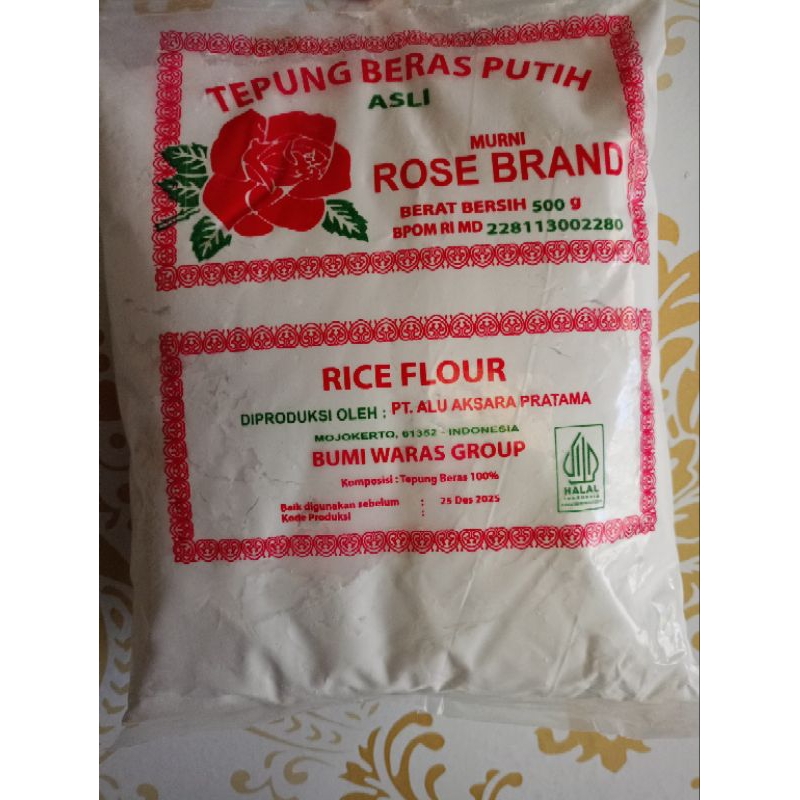 TEPUNG BERAS PUTIH
ASLI
MURNI
ROSE BRAND
BERAT BERSIH 500 g
BPOM RI MD 228113002280
RICE FLOUR
DIPRODUKSI OLEH : PT. ALU AKSARA PRATAMA
MOJOKERTO, 61352 - INDONESIA
BUMI WARAS GROUP
Komposisi : Tepung Beras 100%
Baik digunakan sebelum : 25 Des 2025
Kode Produksi :
HALAL
INDONESIA